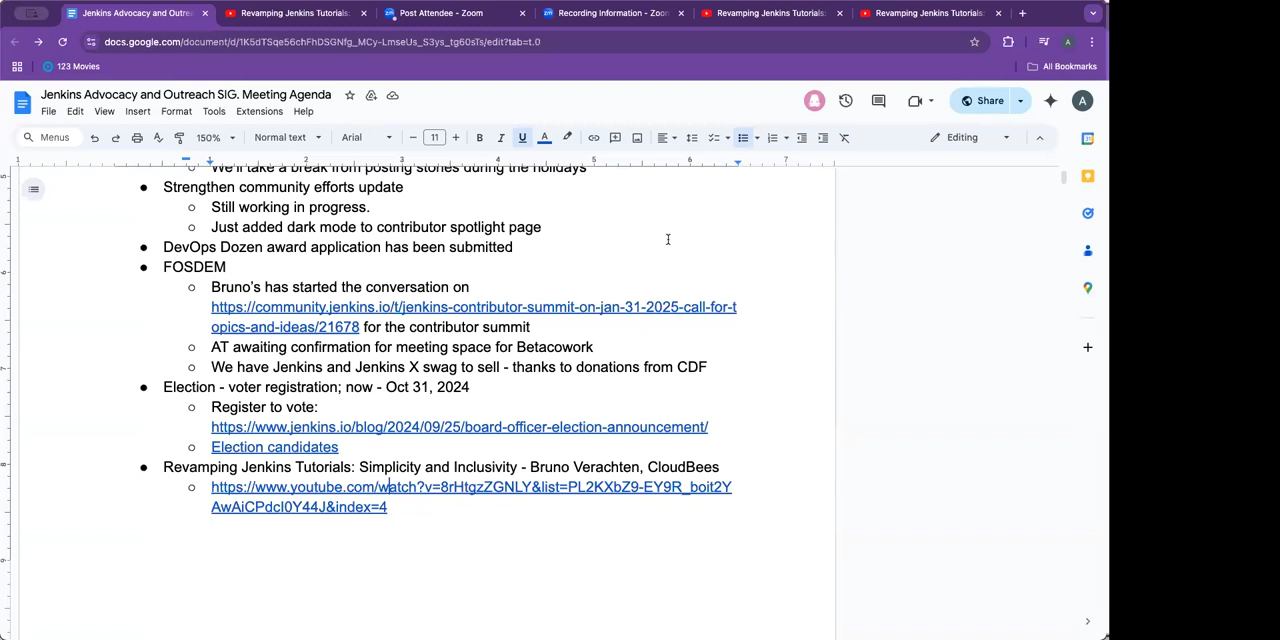 Jenkins Advocacy and Outrea
Revamping Jenkins Tutorials:
Post Attendee - Zoom
Recording Information - Zoo
Revamping Jenkins Tutorials:
Revamping Jenkins Tutorials:
docs.google.com/document/d/1K5dTSqe56chFhDSGNfg_MCy-LmseUs_S3ys_tg60sTs/edit?tab=t.0
A
123 Movies
All Bookmarks
Jenkins Advocacy and Outreach SIG. Meeting Agenda
File Edit View Insert Format Tools Extensions Help
Share
A
Menus
150%
Normal text
Arial
11
Editing
1 2 3 4 5 6 7
We'll take a break from posting stories during the holidays
● Strengthen community efforts update
○ Still working in progress.
○ Just added dark mode to contributor spotlight page
● DevOps Dozen award application has been submitted
● FOSDEM
○ Bruno's has started the conversation on
https://community.jenkins.io/t/jenkins-contributor-summit-on-jan-31-2025-call-for-t
opics-and-ideas/21678 for the contributor summit
○ AT awaiting confirmation for meeting space for Betacowork
○ We have Jenkins and Jenkins X swag to sell - thanks to donations from CDF
● Election - voter registration; now - Oct 31, 2024
○ Register to vote:
https://www.jenkins.io/blog/2024/09/25/board-officer-election-announcement/
○ Election candidates
● Revamping Jenkins Tutorials: Simplicity and Inclusivity - Bruno Verachten, CloudBees
○ https://www.youtube.com/watch?v=8rHtgzZGNLY&list=PL2KXbZ9-EY9R_boit2Y
AwAiCPdcI0Y44J&index=4